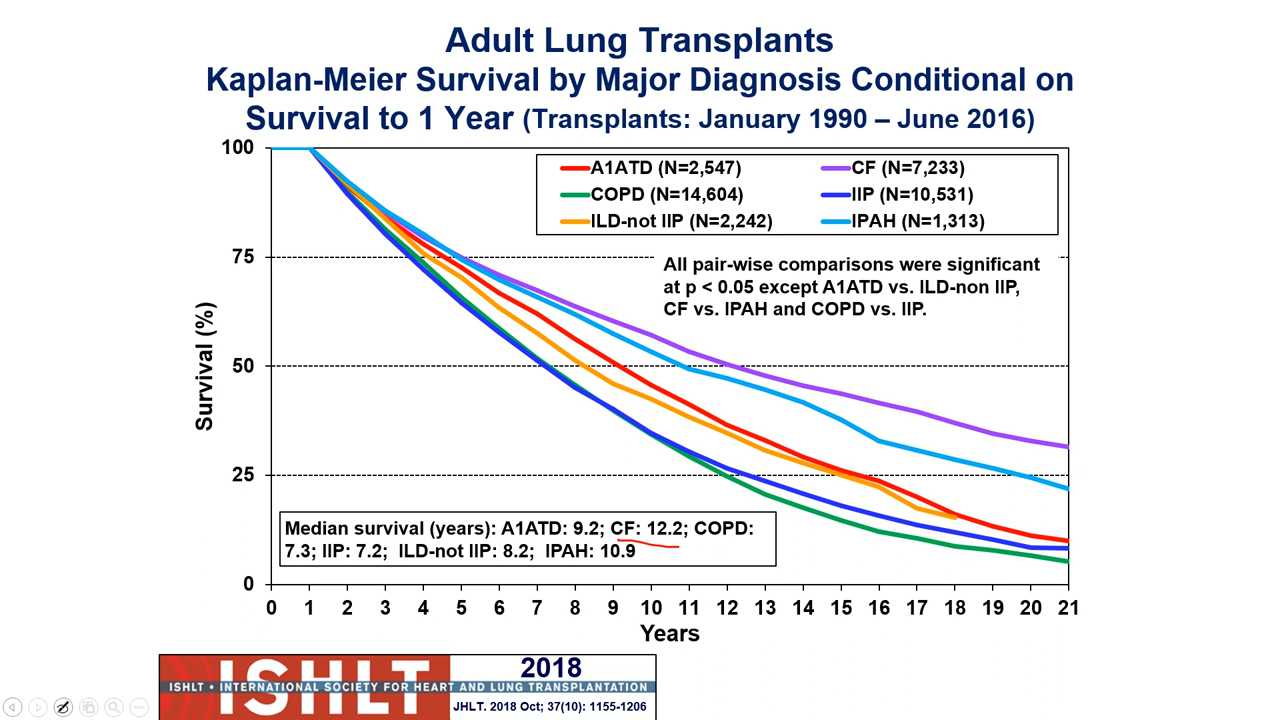 Adult Lung Transplants
Kaplan-Meier Survival by Major Diagnosis Conditional on
Survival to 1 Year (Transplants: January 1990 – June 2016)
A1ATD (N=2,547)
CF (N=7,233)
COPD (N=14,604)
IIP (N=10,531)
ILD-not IIP (N=2,242)
IPAH (N=1,313)
All pair-wise comparisons were significant
at p < 0.05 except A1ATD vs. ILD-non IIP,
CF vs. IPAH and COPD vs. IIP.
Survival (%)
100
75
50
25
0
Median survival (years): A1ATD: 9.2; CF: 12.2; COPD:
7.3; IIP: 7.2; ILD-not IIP: 8.2; IPAH: 10.9
0 1 2 3 4 5 6 7 8 9 10 11 12 13 14 15 16 17 18 19 20 21
Years
ISHLT
2018
ISHLT • INTERNATIONAL SOCIETY FOR HEART AND LUNG TRANSPLANTATION
JHLT. 2018 Oct; 37(10): 1155-1206